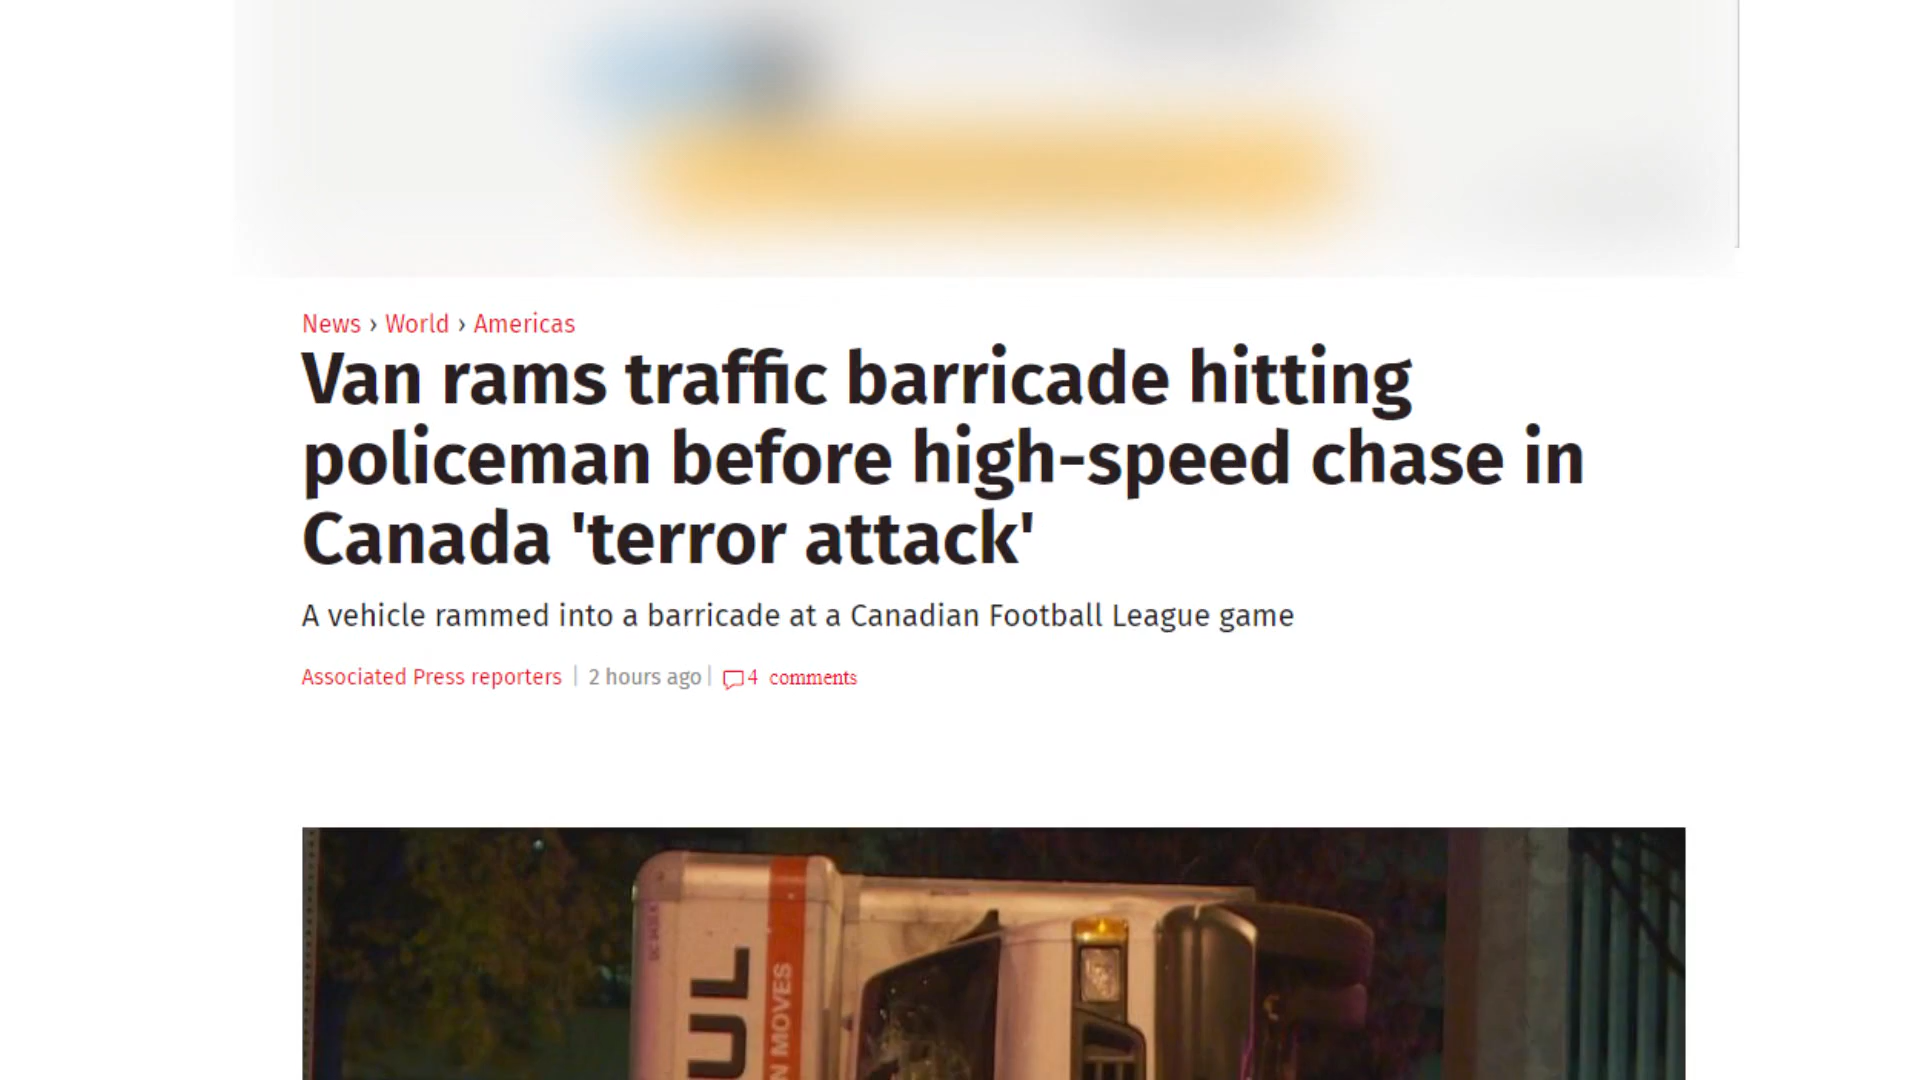 News › World › Americas
Van rams traffic barricade hitting
policeman before high-speed chase in
Canada 'terror attack'
A vehicle rammed into a barricade at a Canadian Football League game
Associated Press reporters | 2 hours ago | 4 comments
UL
N MOVES